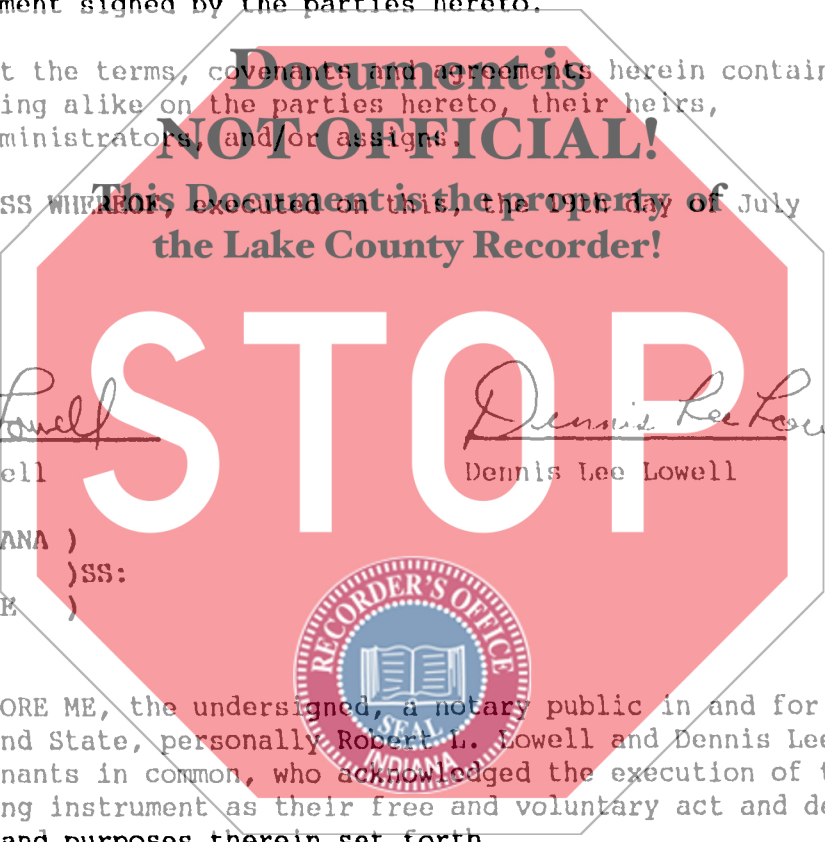 ment signed by the parties hereto.
Document is
t the terms, covenants and agreements herein contain
ing alike on the parties hereto, their heirs,
NOT OFFICIAL!
ministrators, and/or assigns.
This Document is the property of
SS WHEREOF, executed on this, the 19th day of July
the Lake County Recorder!
STOP
owell
Dennis Lee Low
ell
Dennis Lee Lowell
ANA )
)SS:
E )
RECORDER'S OFFICE
SEAL
INDIANA
ORE ME, the undersigned, a notary public in and for
nd State, personally Robert L. Lowell and Dennis Lee
nants in common, who acknowledged the execution of t
ng instrument as their free and voluntary act and de
and purposes therein set forth